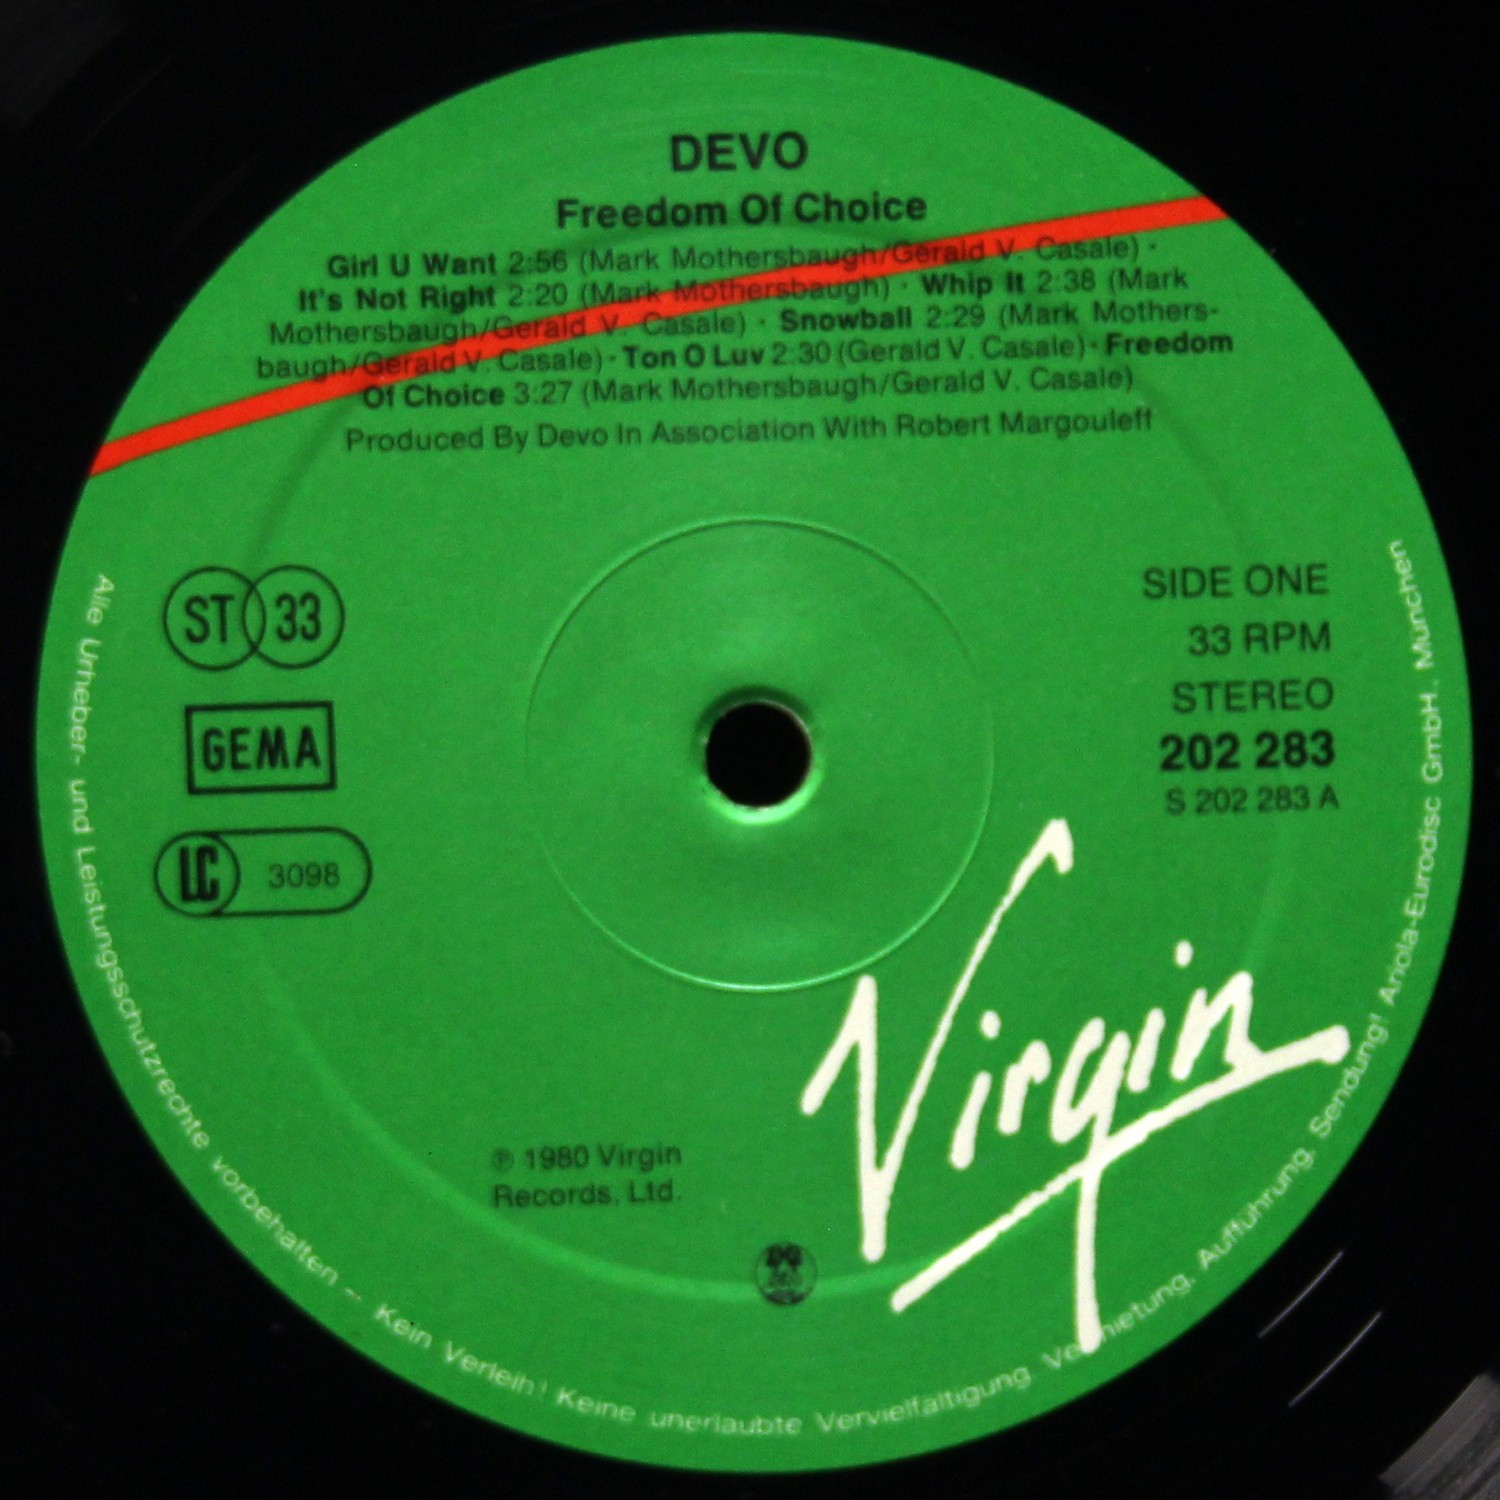 DEVO
Freedom Of Choice
Girl U Want 2:56 (Mark Mothersbaugh/Gerald V. Casale) ·
It's Not Right 2:20 (Mark Mothersbaugh) · Whip It 2:38 (Mark
Mothersbaugh/Gerald V. Casale) · Snowball 2:29 (Mark Mothers-
baugh/Gerald V. Casale) · Ton O Luv 2:30 (Gerald V. Casale) · Freedom
Of Choice 3:27 (Mark Mothersbaugh/Gerald V. Casale)
Produced By Devo In Association With Robert Margouleff
ST 33
GEMA
LC 3098
SIDE ONE
33 RPM
STEREO
202 283
S 202 283 A
Virgin
℗ 1980 Virgin
Records, Ltd.
Alle Urheber- und Leistungsschutzrechte vorbehalten – Kein Verleih! Keine unerlaubte Vervielfältigung, Vermietung, Aufführung, Sendung! Ariola-Eurodisc GmbH., München